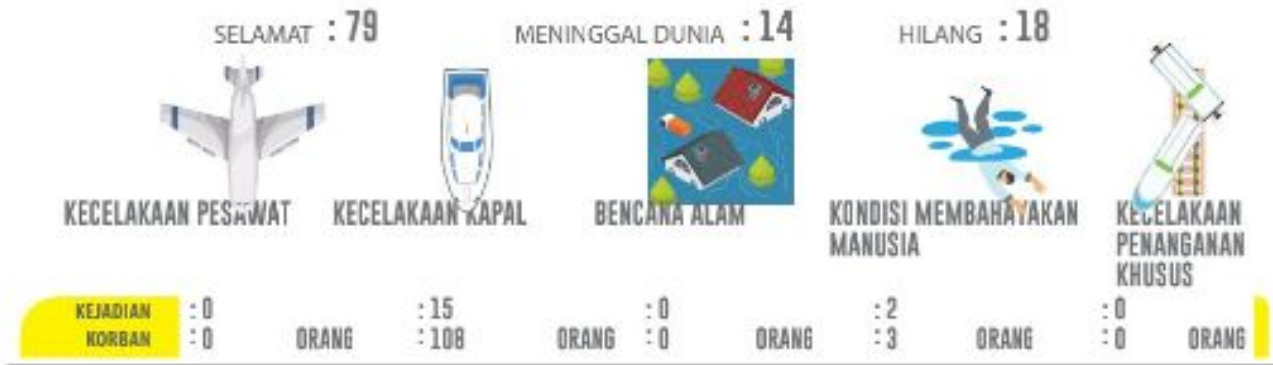 SELAMAT : 79 MENINGGAL DUNIA : 14 HILANG : 18
KECELAKAAN PESAWAT KECELAKAAN KAPAL BENCANA ALAM KONDISI MEMBAHAYAKAN KECELAKAAN
MANUSIA PENANGANAN
KHUSUS
KEJADIAN : 0 : 15 : 0 : 2 : 0
KORBAN : 0 ORANG : 108 ORANG : 0 ORANG : 3 ORANG : 0 ORANG